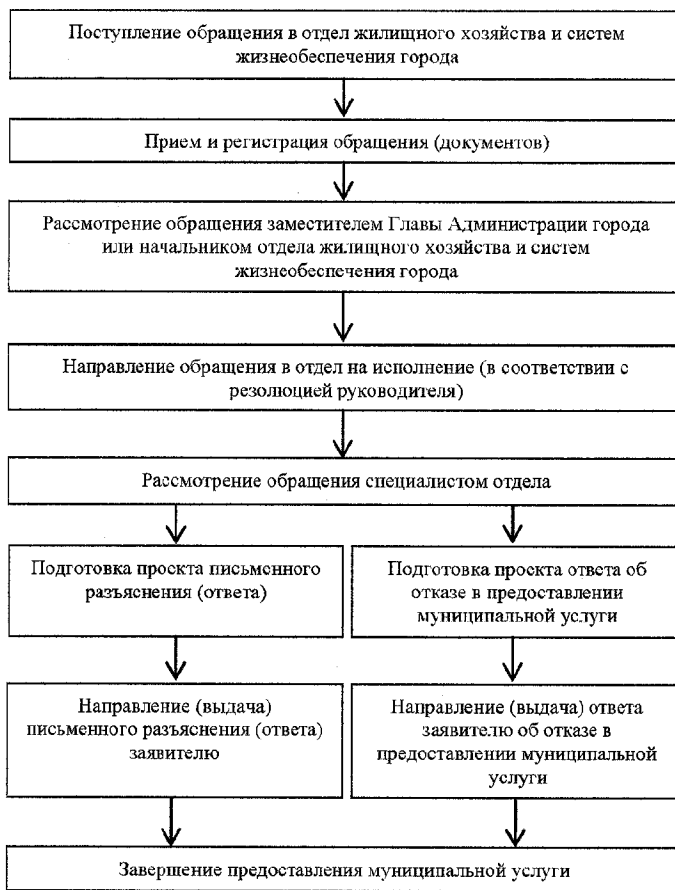 Поступление обращения в отдел жилищного хозяйства и систем
жизнеобеспечения города
Прием и регистрация обращения (документов)
Рассмотрение обращения заместителем Главы Администрации города
или начальником отдела жилищного хозяйства и систем
жизнеобеспечения города
Направление обращения в отдел на исполнение (в соответствии с
резолюцией руководителя)
Рассмотрение обращения специалистом отдела
Подготовка проекта письменного
разъяснения (ответа)
Подготовка проекта ответа об
отказе в предоставлении
муниципальной услуги
Направление (выдача)
письменного разъяснения (ответа)
заявителю
Направление (выдача) ответа
заявителю об отказе в
предоставлении муниципальной
услуги
Завершение предоставления муниципальной услуги